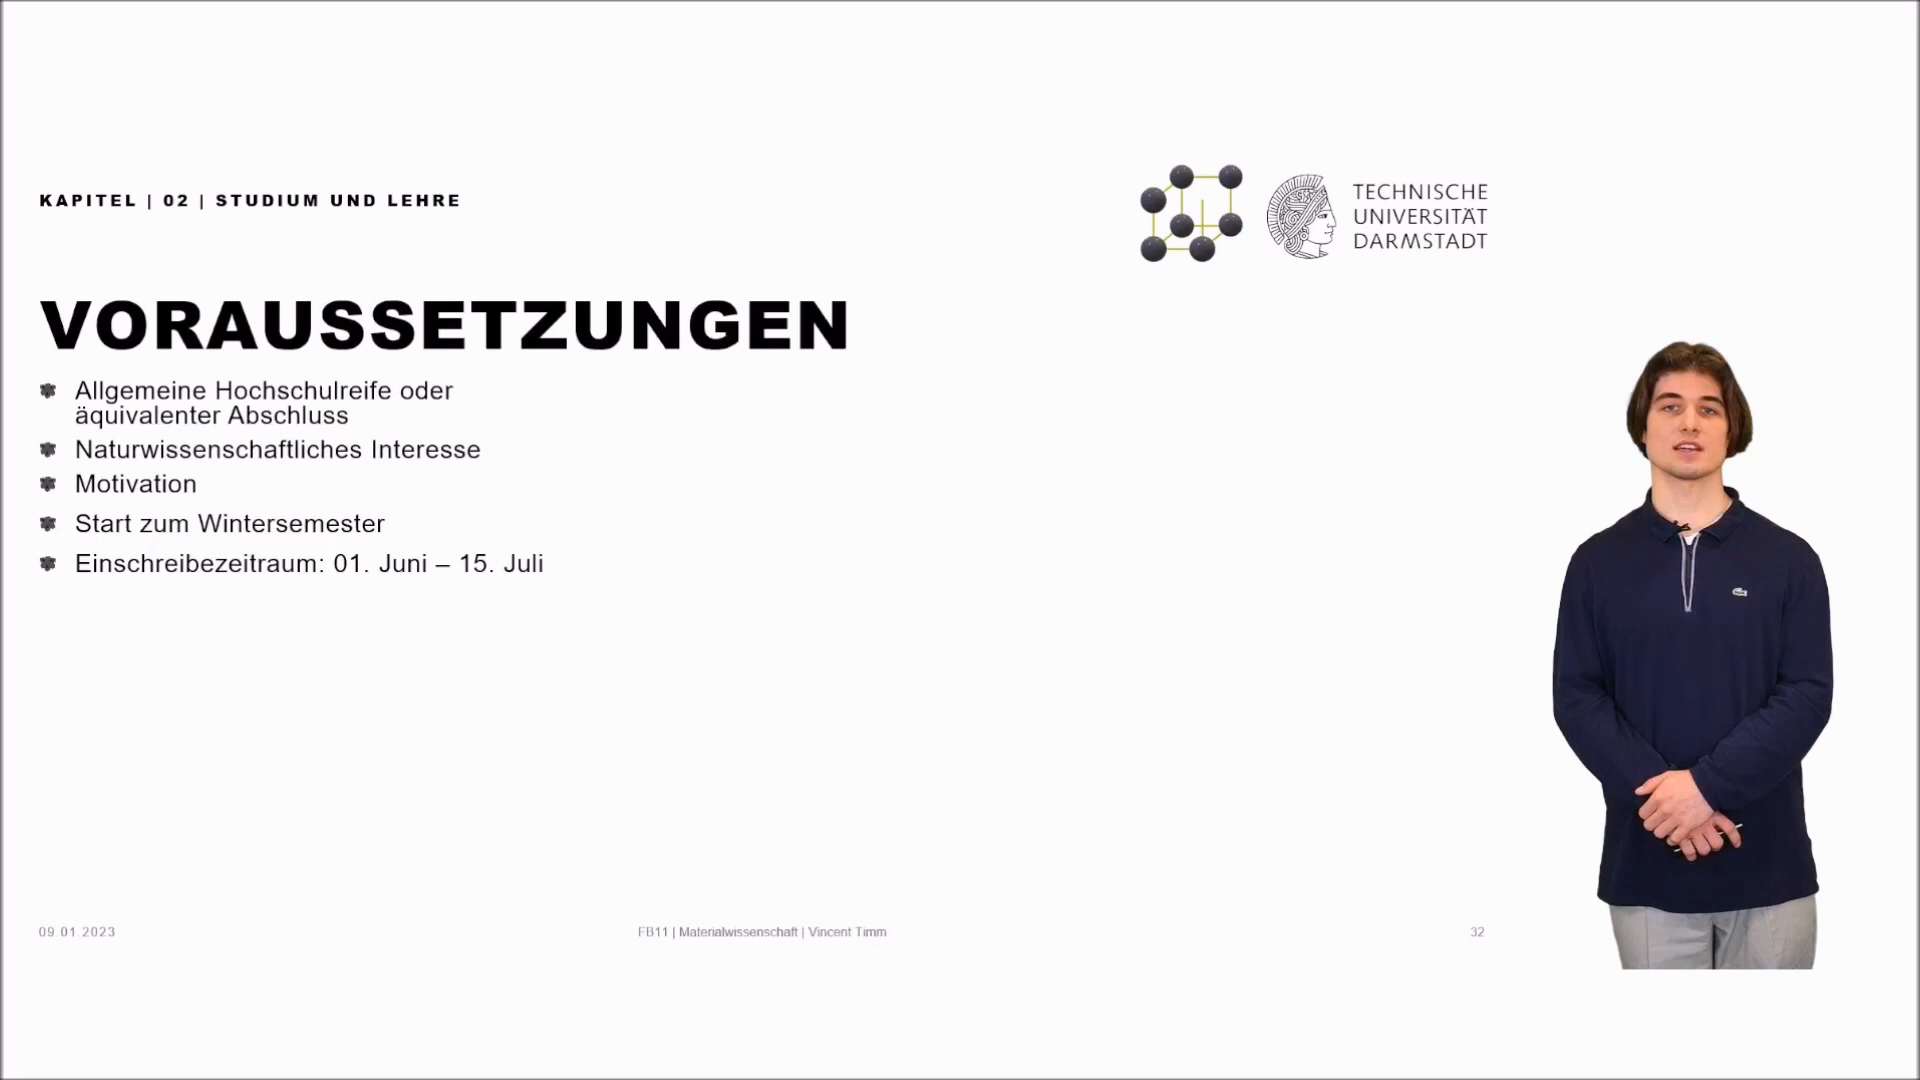 KAPITEL | 02 | STUDIUM UND LEHRE
TECHNISCHE
UNIVERSITÄT
DARMSTADT
VORAUSSETZUNGEN
Allgemeine Hochschulreife oder
äquivalenter Abschluss
Naturwissenschaftliches Interesse
Motivation
Start zum Wintersemester
Einschreibezeitraum: 01. Juni – 15. Juli
09.01.2023
FB11 | Materialwissenschaft | Vincent Timm
32